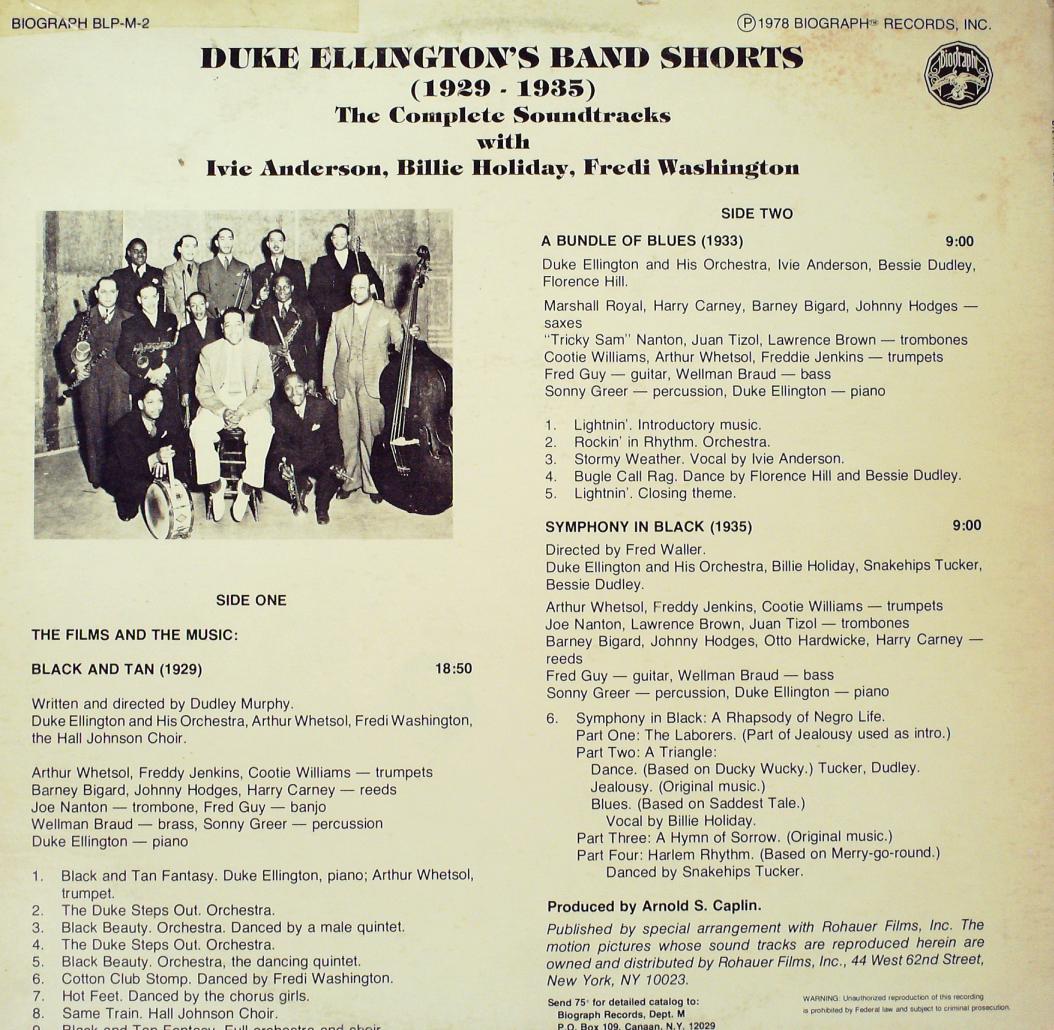 BIOGRAPH BLP-M-2
Ⓟ1978 BIOGRAPH™ RECORDS, INC.
DUKE ELLINGTON'S BAND SHORTS
(1929 - 1935)
The Complete Soundtracks
with
Ivie Anderson, Billie Holiday, Fredi Washington
Biograph
SIDE ONE
THE FILMS AND THE MUSIC:
BLACK AND TAN (1929) 18:50
Written and directed by Dudley Murphy.
Duke Ellington and His Orchestra, Arthur Whetsol, Fredi Washington,
the Hall Johnson Choir.
Arthur Whetsol, Freddy Jenkins, Cootie Williams — trumpets
Barney Bigard, Johnny Hodges, Harry Carney — reeds
Joe Nanton — trombone, Fred Guy — banjo
Wellman Braud — brass, Sonny Greer — percussion
Duke Ellington — piano
1. Black and Tan Fantasy. Duke Ellington, piano; Arthur Whetsol,
trumpet.
2. The Duke Steps Out. Orchestra.
3. Black Beauty. Orchestra. Danced by a male quintet.
4. The Duke Steps Out. Orchestra.
5. Black Beauty. Orchestra, the dancing quintet.
6. Cotton Club Stomp. Danced by Fredi Washington.
7. Hot Feet. Danced by the chorus girls.
8. Same Train. Hall Johnson Choir.
9. Black and Tan Fantasy. Full orchestra and choir.
SIDE TWO
A BUNDLE OF BLUES (1933) 9:00
Duke Ellington and His Orchestra, Ivie Anderson, Bessie Dudley,
Florence Hill.
Marshall Royal, Harry Carney, Barney Bigard, Johnny Hodges —
saxes
"Tricky Sam" Nanton, Juan Tizol, Lawrence Brown — trombones
Cootie Williams, Arthur Whetsol, Freddie Jenkins — trumpets
Fred Guy — guitar, Wellman Braud — bass
Sonny Greer — percussion, Duke Ellington — piano
1. Lightnin'. Introductory music.
2. Rockin' in Rhythm. Orchestra.
3. Stormy Weather. Vocal by Ivie Anderson.
4. Bugle Call Rag. Dance by Florence Hill and Bessie Dudley.
5. Lightnin'. Closing theme.
SYMPHONY IN BLACK (1935) 9:00
Directed by Fred Waller.
Duke Ellington and His Orchestra, Billie Holiday, Snakehips Tucker,
Bessie Dudley.
Arthur Whetsol, Freddy Jenkins, Cootie Williams — trumpets
Joe Nanton, Lawrence Brown, Juan Tizol — trombones
Barney Bigard, Johnny Hodges, Otto Hardwicke, Harry Carney —
reeds
Fred Guy — guitar, Wellman Braud — bass
Sonny Greer — percussion, Duke Ellington — piano
6. Symphony in Black: A Rhapsody of Negro Life.
Part One: The Laborers. (Part of Jealousy used as intro.)
Part Two: A Triangle:
Dance. (Based on Ducky Wucky.) Tucker, Dudley.
Jealousy. (Original music.)
Blues. (Based on Saddest Tale.)
Vocal by Billie Holiday.
Part Three: A Hymn of Sorrow. (Original music.)
Part Four: Harlem Rhythm. (Based on Merry-go-round.)
Danced by Snakehips Tucker.
Produced by Arnold S. Caplin.
Published by special arrangement with Rohauer Films, Inc. The
motion pictures whose sound tracks are reproduced herein are
owned and distributed by Rohauer Films, Inc., 44 West 62nd Street,
New York, NY 10023.
Send 75¢ for detailed catalog to:
Biograph Records, Dept. M
P.O. Box 109, Canaan, N.Y. 12029
WARNING: Unauthorized reproduction of this recording
is prohibited by Federal law and subject to criminal prosecution.